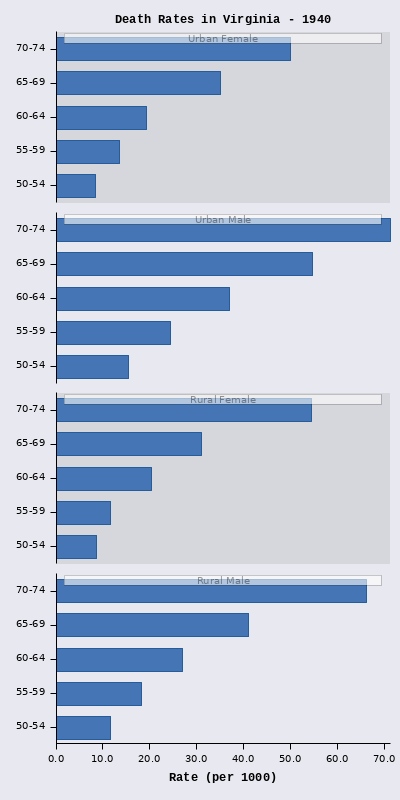 Death Rates in Virginia - 1940
Urban Female
70-74
65-69
60-64
55-59
50-54
Urban Male
70-74
65-69
60-64
55-59
50-54
Rural Female
70-74
65-69
60-64
55-59
50-54
Rural Male
70-74
65-69
60-64
55-59
50-54
0.0 10.0 20.0 30.0 40.0 50.0 60.0 70.0
Rate (per 1000)